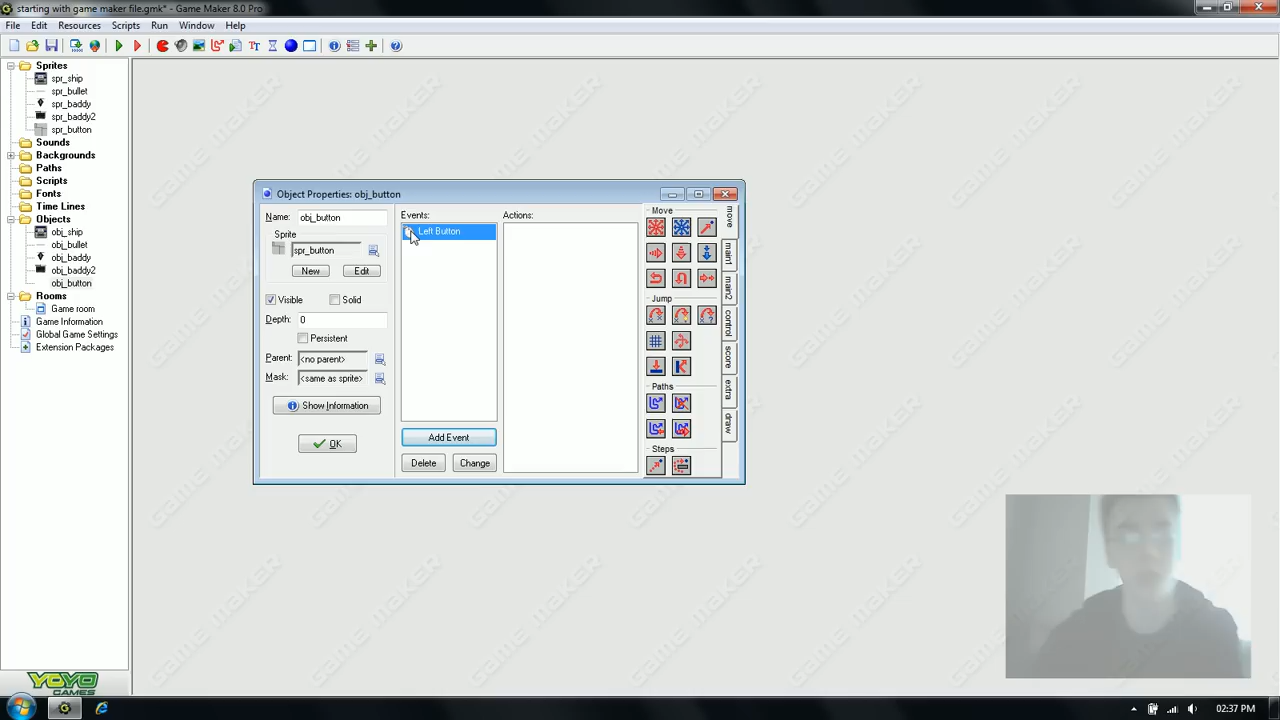 starting with game maker file.gmk* - Game Maker 8.0 Pro
File Edit Resources Scripts Run Window Help
Sprites
spr_ship
spr_bullet
spr_baddy
spr_baddy2
spr_button
Sounds
Backgrounds
Paths
Scripts
Fonts
Time Lines
Objects
obj_ship
obj_bullet
obj_baddy
obj_baddy2
obj_button
Rooms
Game room
Game Information
Global Game Settings
Extension Packages
Object Properties: obj_button
Name: obj_button
Sprite
spr_button
New Edit
Visible Solid
Depth: 0
Persistent
Parent: <no parent>
Mask: <same as sprite>
Show Information
OK
Events:
Left Button
Add Event
Delete Change
Actions:
Move
Jump
Paths
Steps
move
main1
main2
control
score
extra
draw
GAME MAKER
YOYO
GAMES
02:37 PM